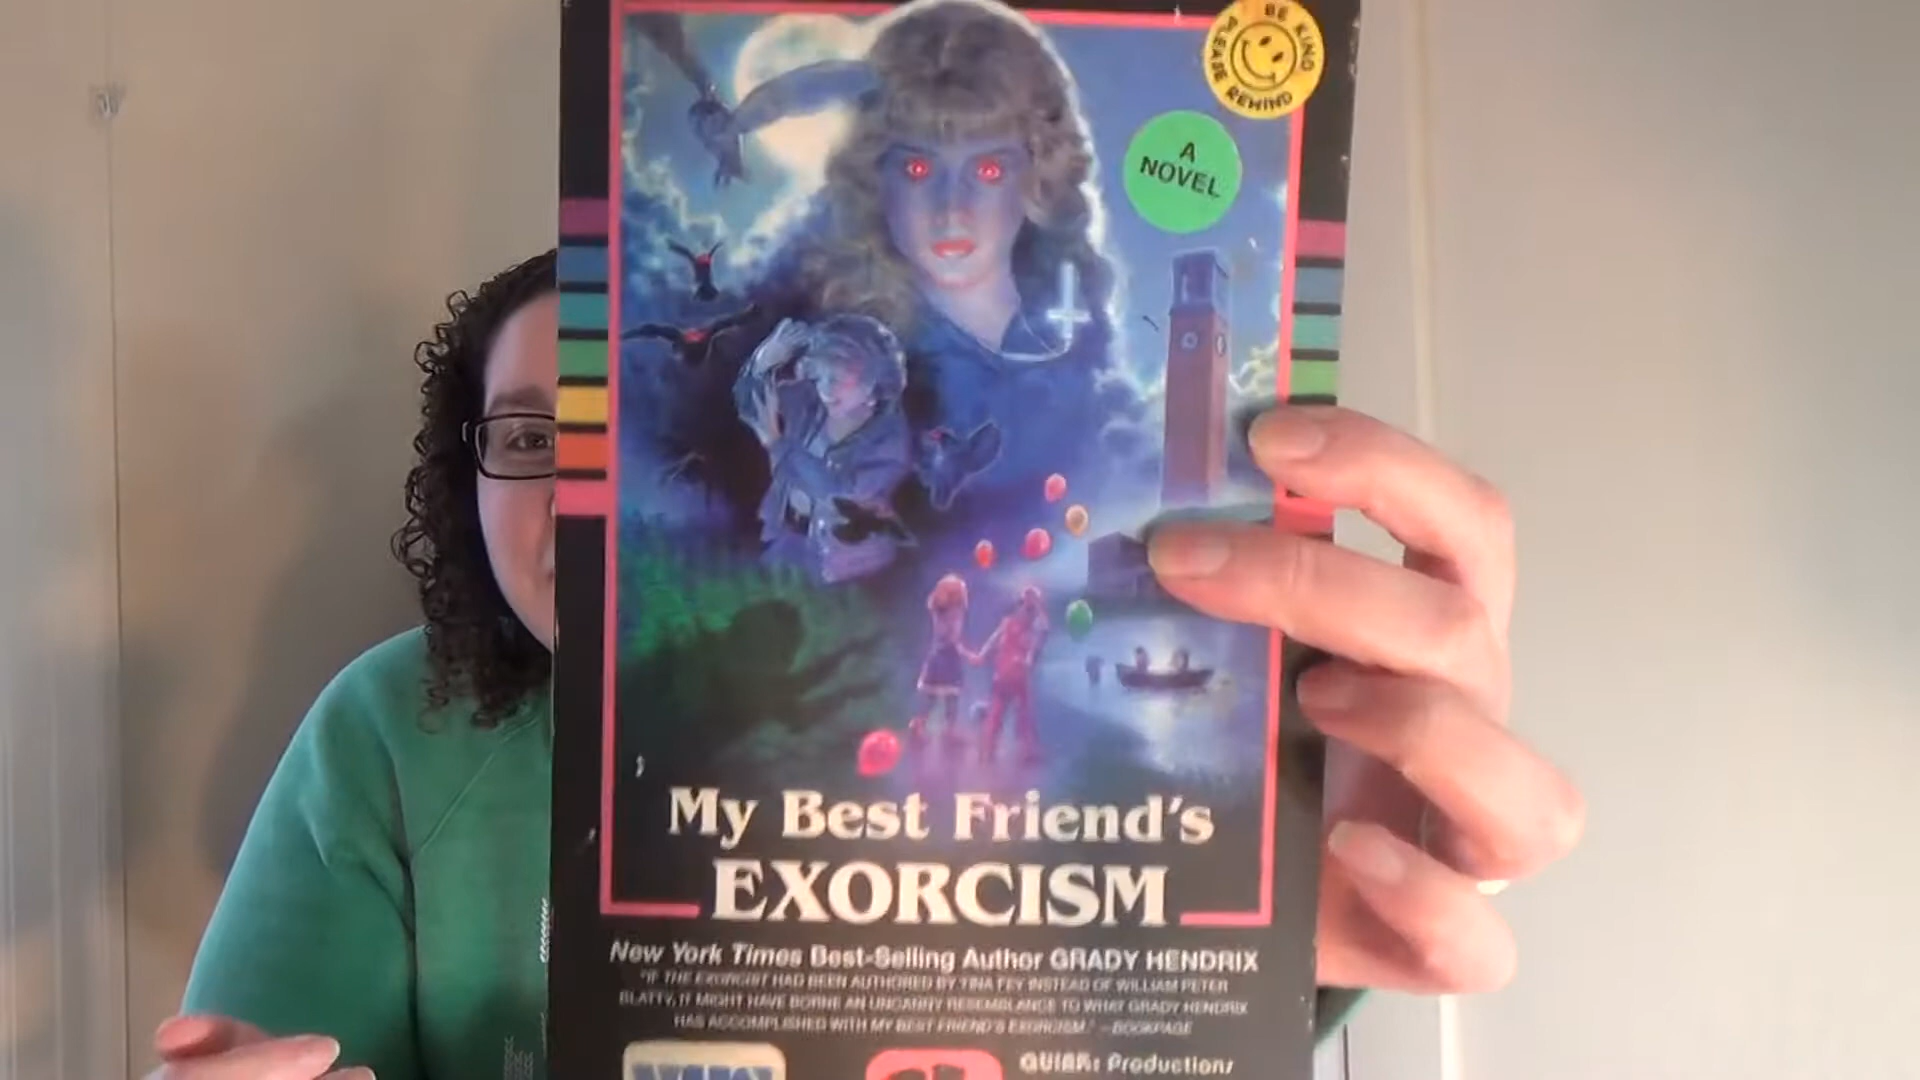 PLEASE BE KIND REWIND
A
NOVEL
My Best Friend's
EXORCISM
New York Times Best-Selling Author GRADY HENDRIX
"IF THE EXORCIST HAD BEEN AUTHORED BY TINA FEY INSTEAD OF WILLIAM PETER
BLATTY, IT MIGHT HAVE BORNE AN UNCANNY RESEMBLANCE TO WHAT GRADY HENDRIX
HAS ACCOMPLISHED WITH MY BEST FRIEND'S EXORCISM." —BOOKPAGE
QUIRK: Productions